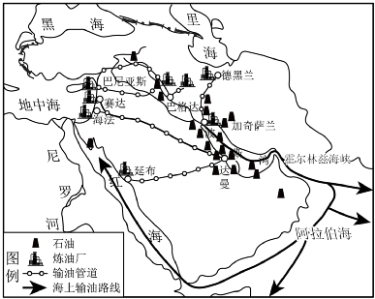 黑海
里海
巴尼亚斯
德黑兰
地中海
赛达
巴格达
海法
加奇萨兰
湾
霍尔木兹海峡
尼罗河
延布
达曼
红海
阿拉伯海
图例
石油
炼油厂
输油管道
海上输油路线